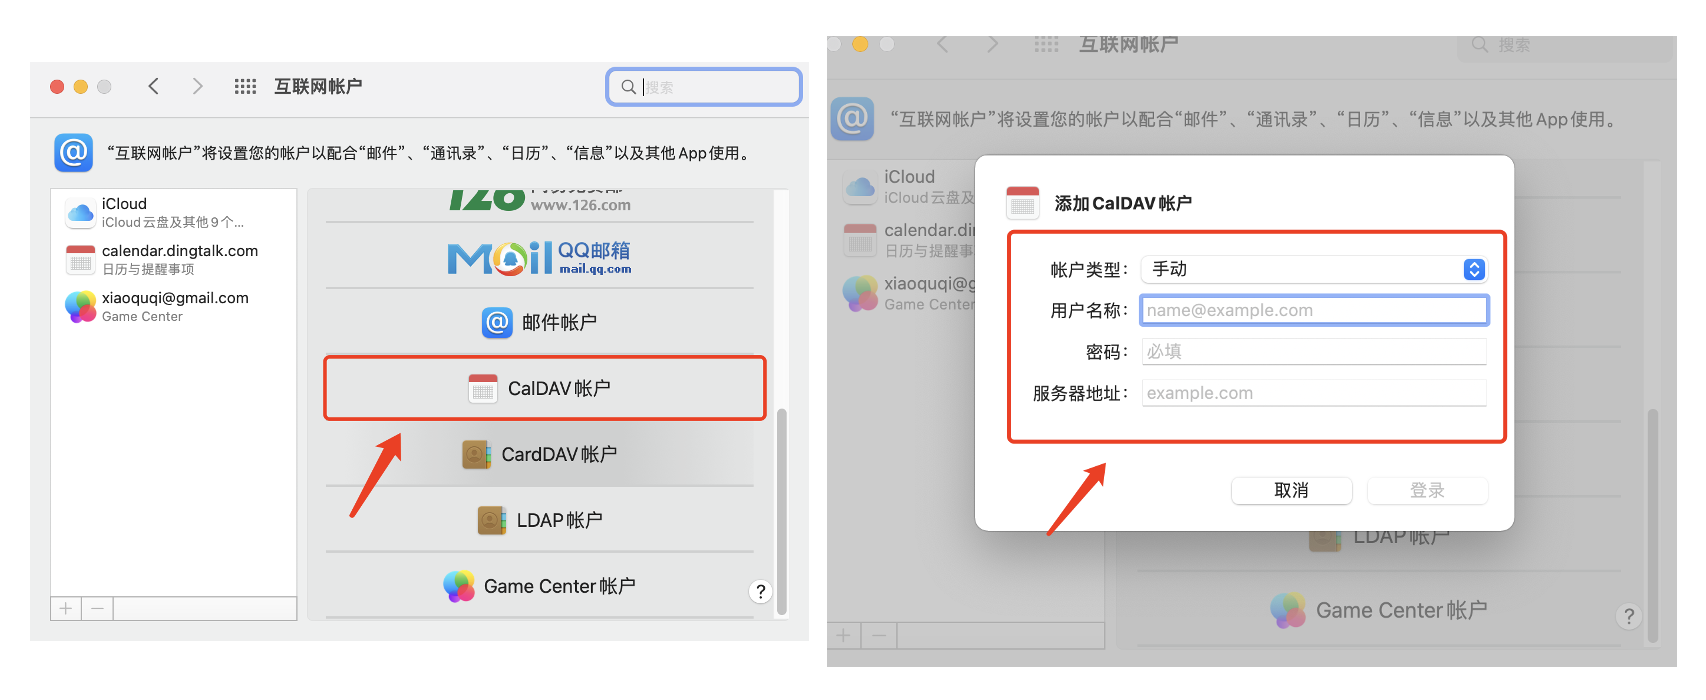 互联网帐户
搜索
“互联网帐户”将设置您的帐户以配合“邮件”、“通讯录”、“日历”、“信息”以及其他 App 使用。
iCloud
iCloud 云盘及其他 9 个...
calendar.dingtalk.com
日历与提醒事项
xiaoquqi@gmail.com
Game Center
126
www.126.com
Mail QQ邮箱
mail.qq.com
邮件帐户
CalDAV 帐户
CardDAV 帐户
LDAP 帐户
Game Center 帐户
?
互联网帐户
搜索
“互联网帐户”将设置您的帐户以配合“邮件”、“通讯录”、“日历”、“信息”以及其他 App 使用。
iCloud
iCloud 云盘及
calendar.di
日历与提醒事
xiaoquqi@g
Game Center
添加 CalDAV 帐户
帐户类型： 手动
用户名称： name@example.com
密码： 必填
服务器地址： example.com
取消 登录
LDAP 帐户
Game Center 帐户
?